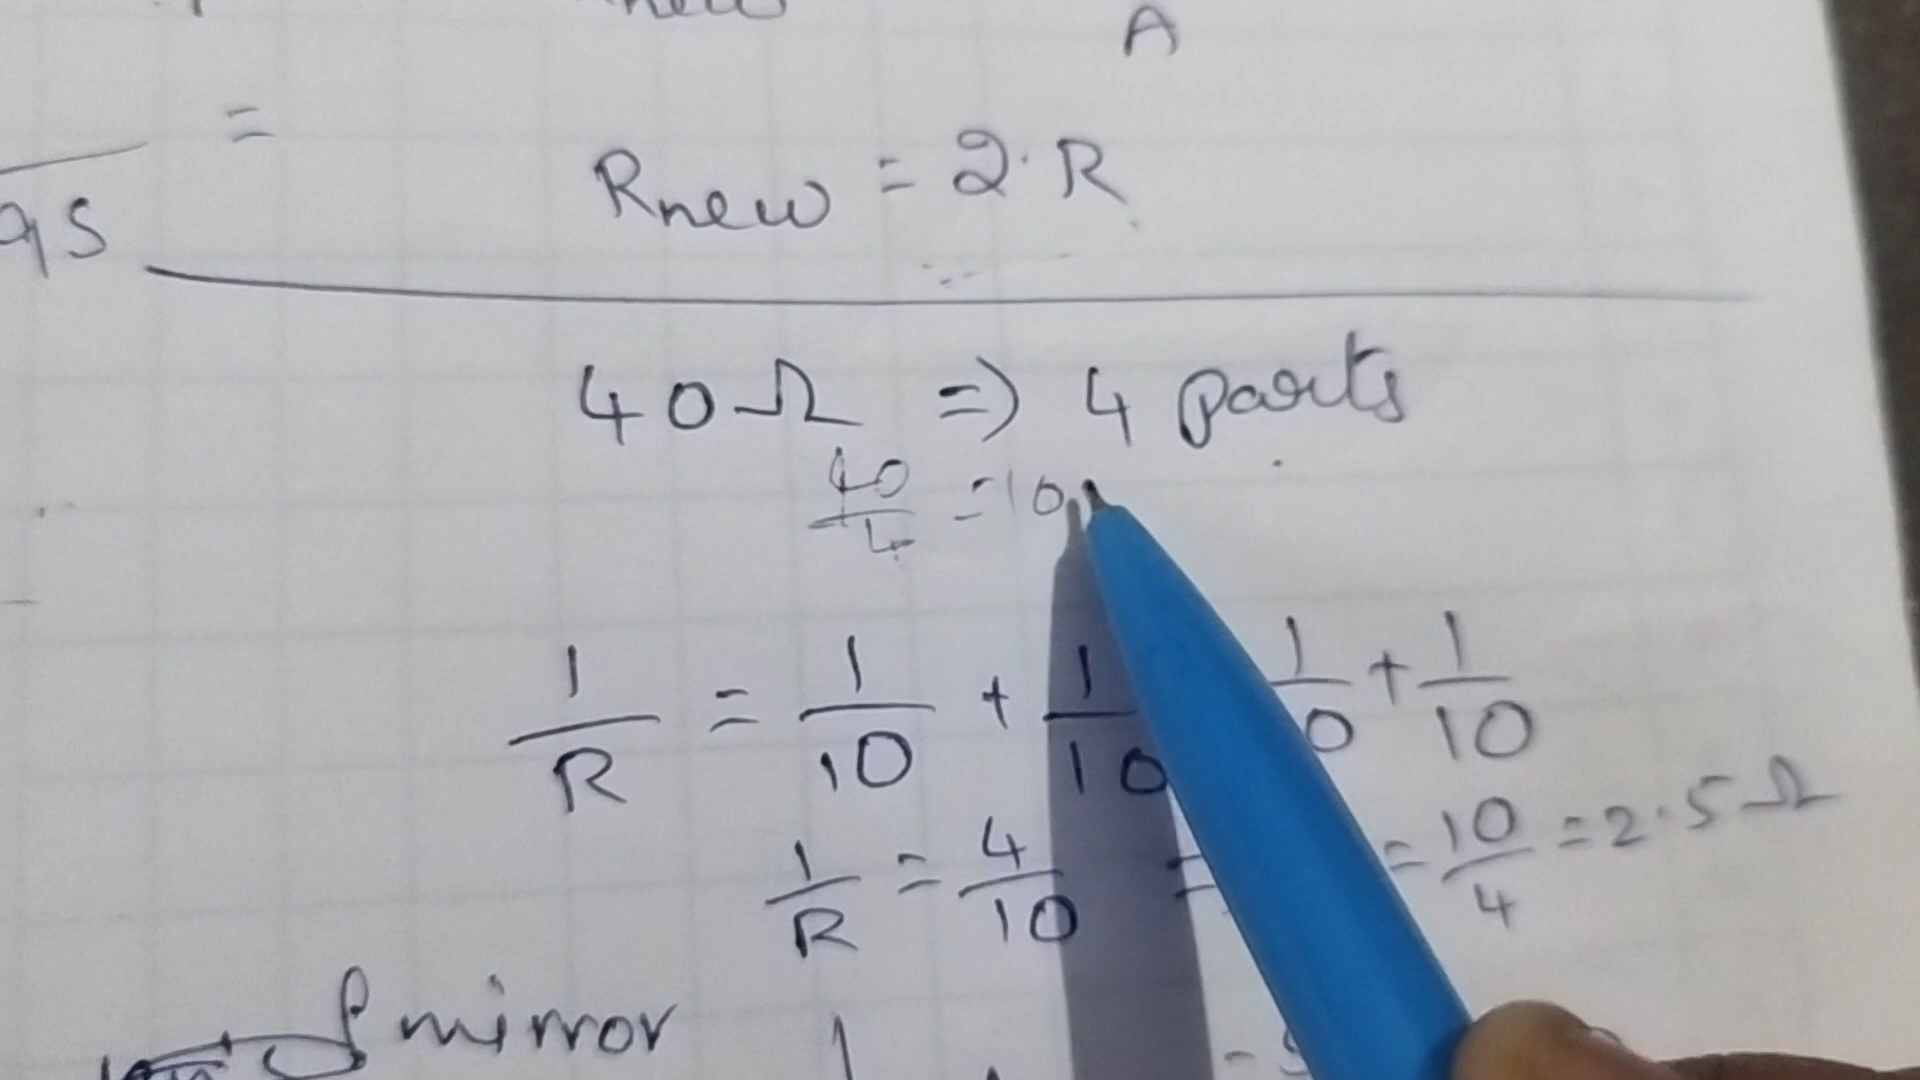 A
=
Rnew = 2·R
qs
40Ω => 4 parts
40/4 = 10
1/R = 1/10 + 1/10 1/10 + 1/10
1/R = 4/10 = = 10/4 = 2.5Ω
mirror